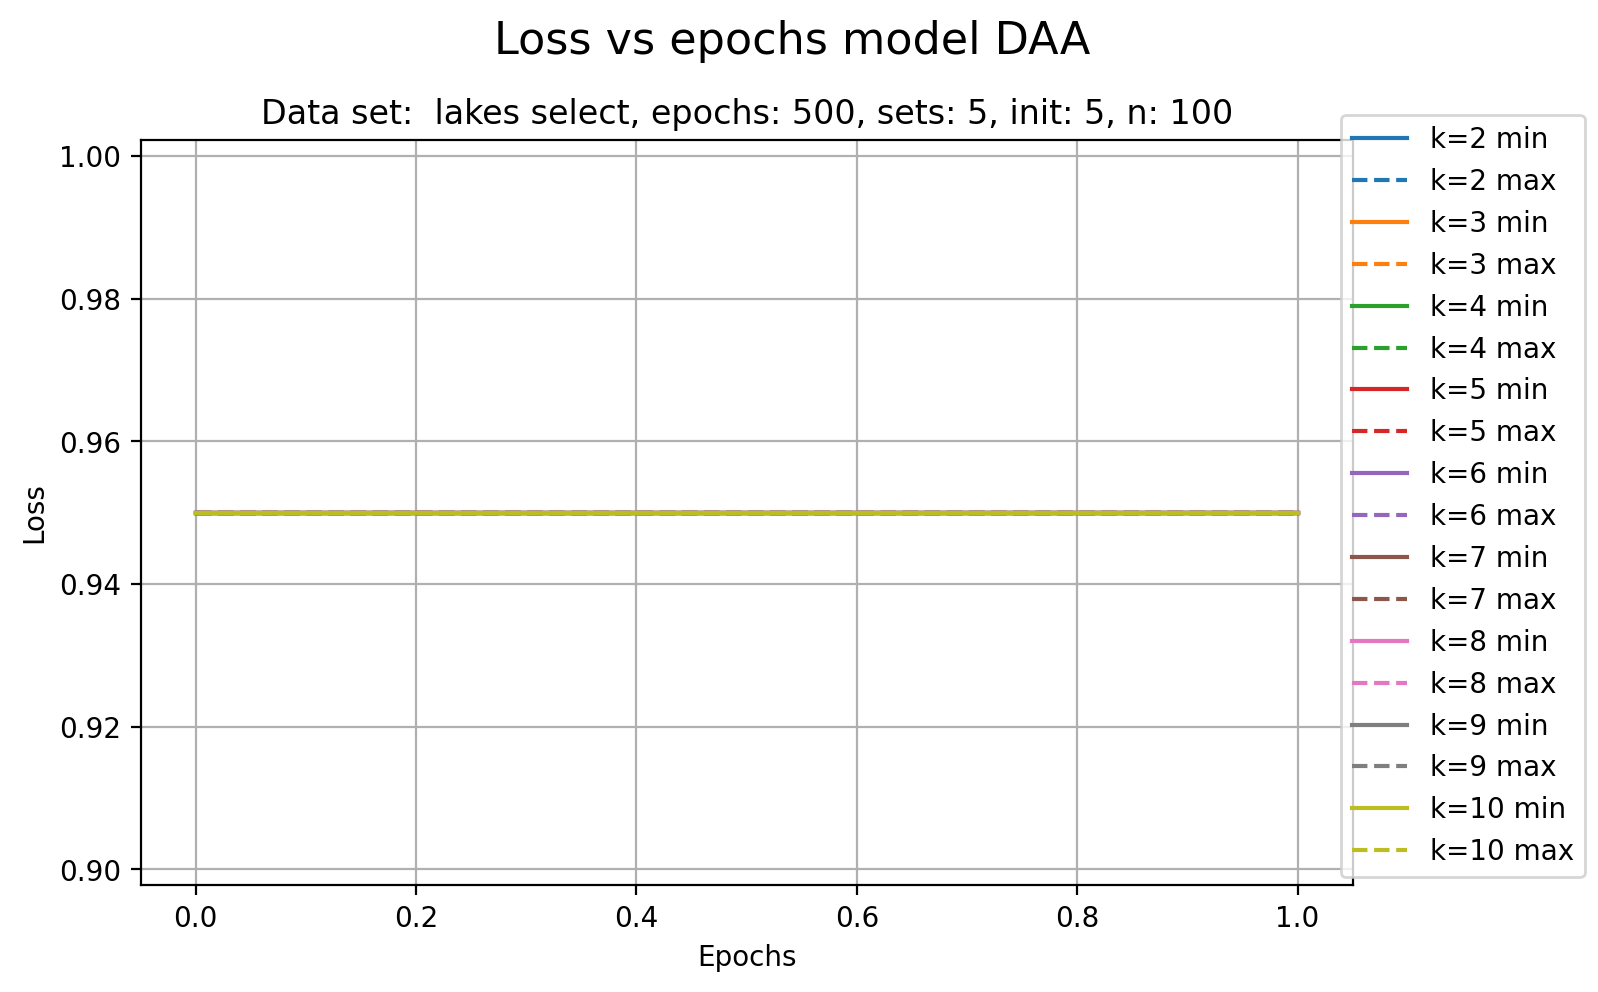 Loss vs epochs model DAA
Data set:  lakes select, epochs: 500, sets: 5, init: 5, n: 100
1.00
0.98
0.96
0.94
0.92
0.90
Loss
0.0 0.2 0.4 0.6 0.8 1.0
Epochs
k=2 min
k=2 max
k=3 min
k=3 max
k=4 min
k=4 max
k=5 min
k=5 max
k=6 min
k=6 max
k=7 min
k=7 max
k=8 min
k=8 max
k=9 min
k=9 max
k=10 min
k=10 max